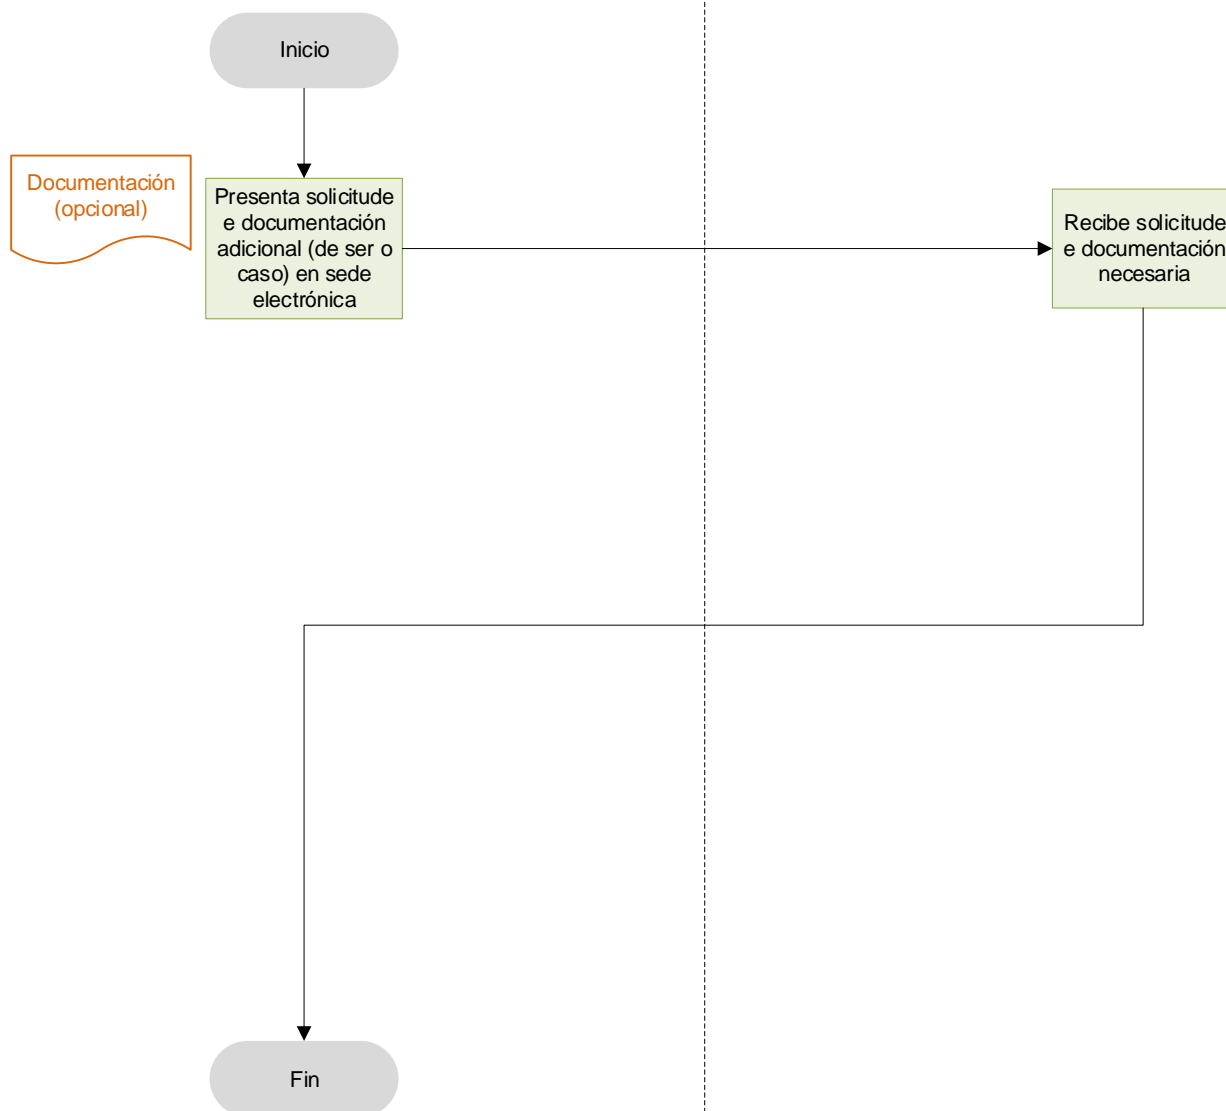 Inicio
Documentación
(opcional)
Presenta solicitude
e documentación
adicional (de ser o
caso) en sede
electrónica
Recibe solicitude
e documentación
necesaria
Fin